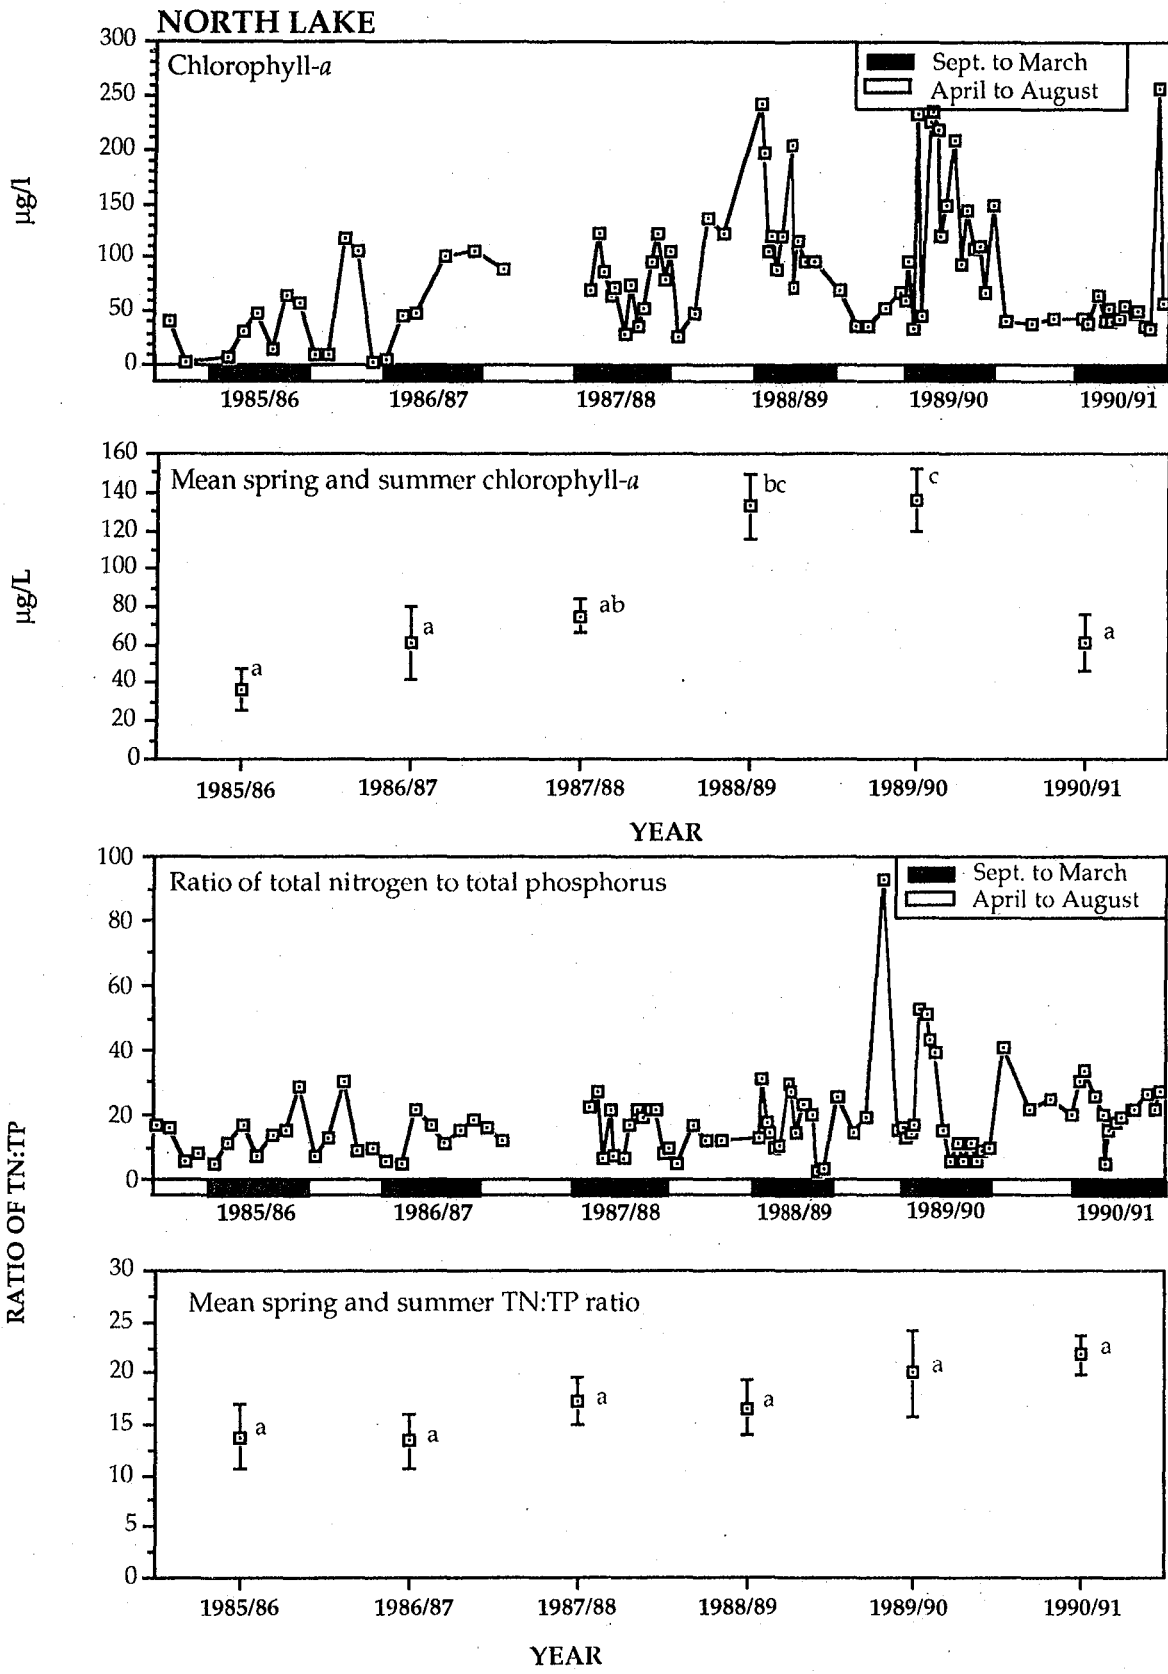 NORTH LAKE
300
250
200
150
100
50
0
µg/l
Chlorophyll-a
Sept. to March
April to August
1985/86 1986/87 1987/88 1988/89 1989/90 1990/91
160
140
120
100
80
60
40
20
0
µg/L
Mean spring and summer chlorophyll-a
a a ab bc c a
1985/86 1986/87 1987/88 1988/89 1989/90 1990/91
YEAR
100
80
60
40
20
0
Ratio of total nitrogen to total phosphorus
Sept. to March
April to August
1985/86 1986/87 1987/88 1988/89 1989/90 1990/91
RATIO OF TN:TP
30
25
20
15
10
5
0
Mean spring and summer TN:TP ratio
a a a a a a
1985/86 1986/87 1987/88 1988/89 1989/90 1990/91
YEAR